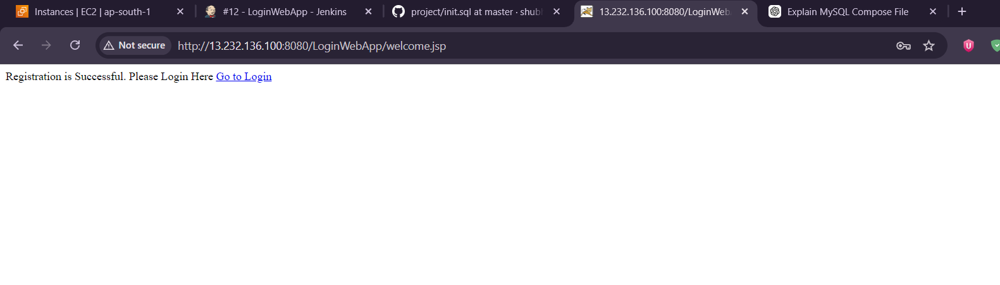 Instances | EC2 | ap-south-1
#12 - LoginWebApp - Jenkins
project/init.sql at master · shubl
13.232.136.100:8080/LoginWeb
Explain MySQL Compose File
Not secure
http://13.232.136.100:8080/LoginWebApp/welcome.jsp
Registration is Successful. Please Login Here Go to Login